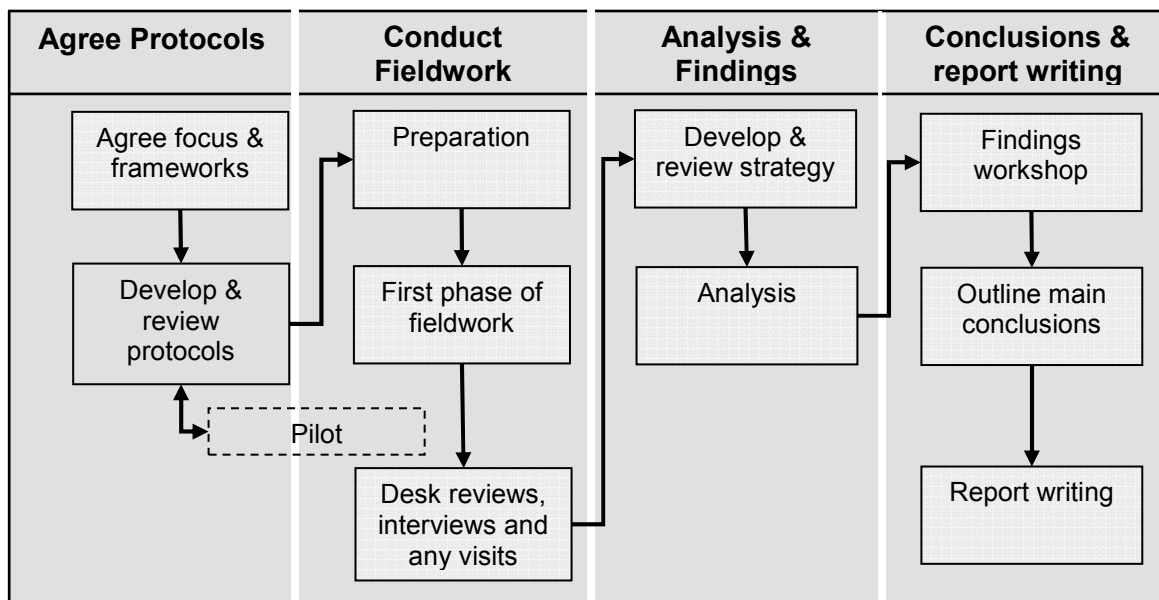 Agree Protocols
Conduct
Fieldwork
Analysis &
Findings
Conclusions &
report writing
Agree focus &
frameworks
Develop &
review
protocols
Pilot
Preparation
First phase of
fieldwork
Desk reviews,
interviews and
any visits
Develop &
review strategy
Analysis
Findings
workshop
Outline main
conclusions
Report writing